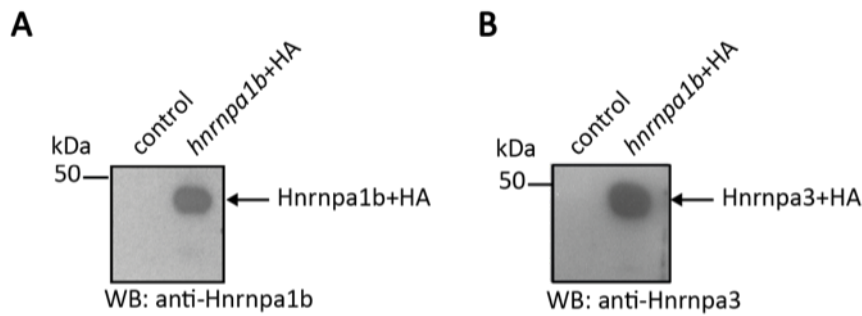 A
control
hnrnpa1b+HA
kDa
50
Hnrnpa1b+HA
WB: anti-Hnrnpa1b
B
control
hnrnpa1b+HA
kDa
50
Hnrnpa3+HA
WB: anti-Hnrnpa3